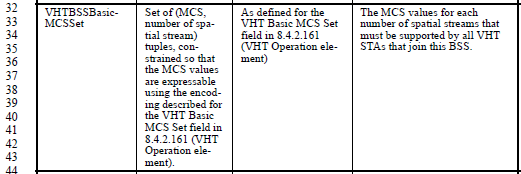 32
33
34
35
36
37
38
39
40
41
42
43
44
VHTBSSBasic-
MCSSet
Set of (MCS,
number of spa-
tial stream)
tuples, con-
strained so that
the MCS values
are expressable
using the encod-
ing described for
the VHT Basic
MCS Set field in
8.4.2.161 (VHT
Operation ele-
ment).
As defined for the
VHT Basic MCS Set
field in 8.4.2.161
(VHT Operation ele-
ment)
The MCS values for each
number of spatial streams that
must be supported by all VHT
STAs that join this BSS.